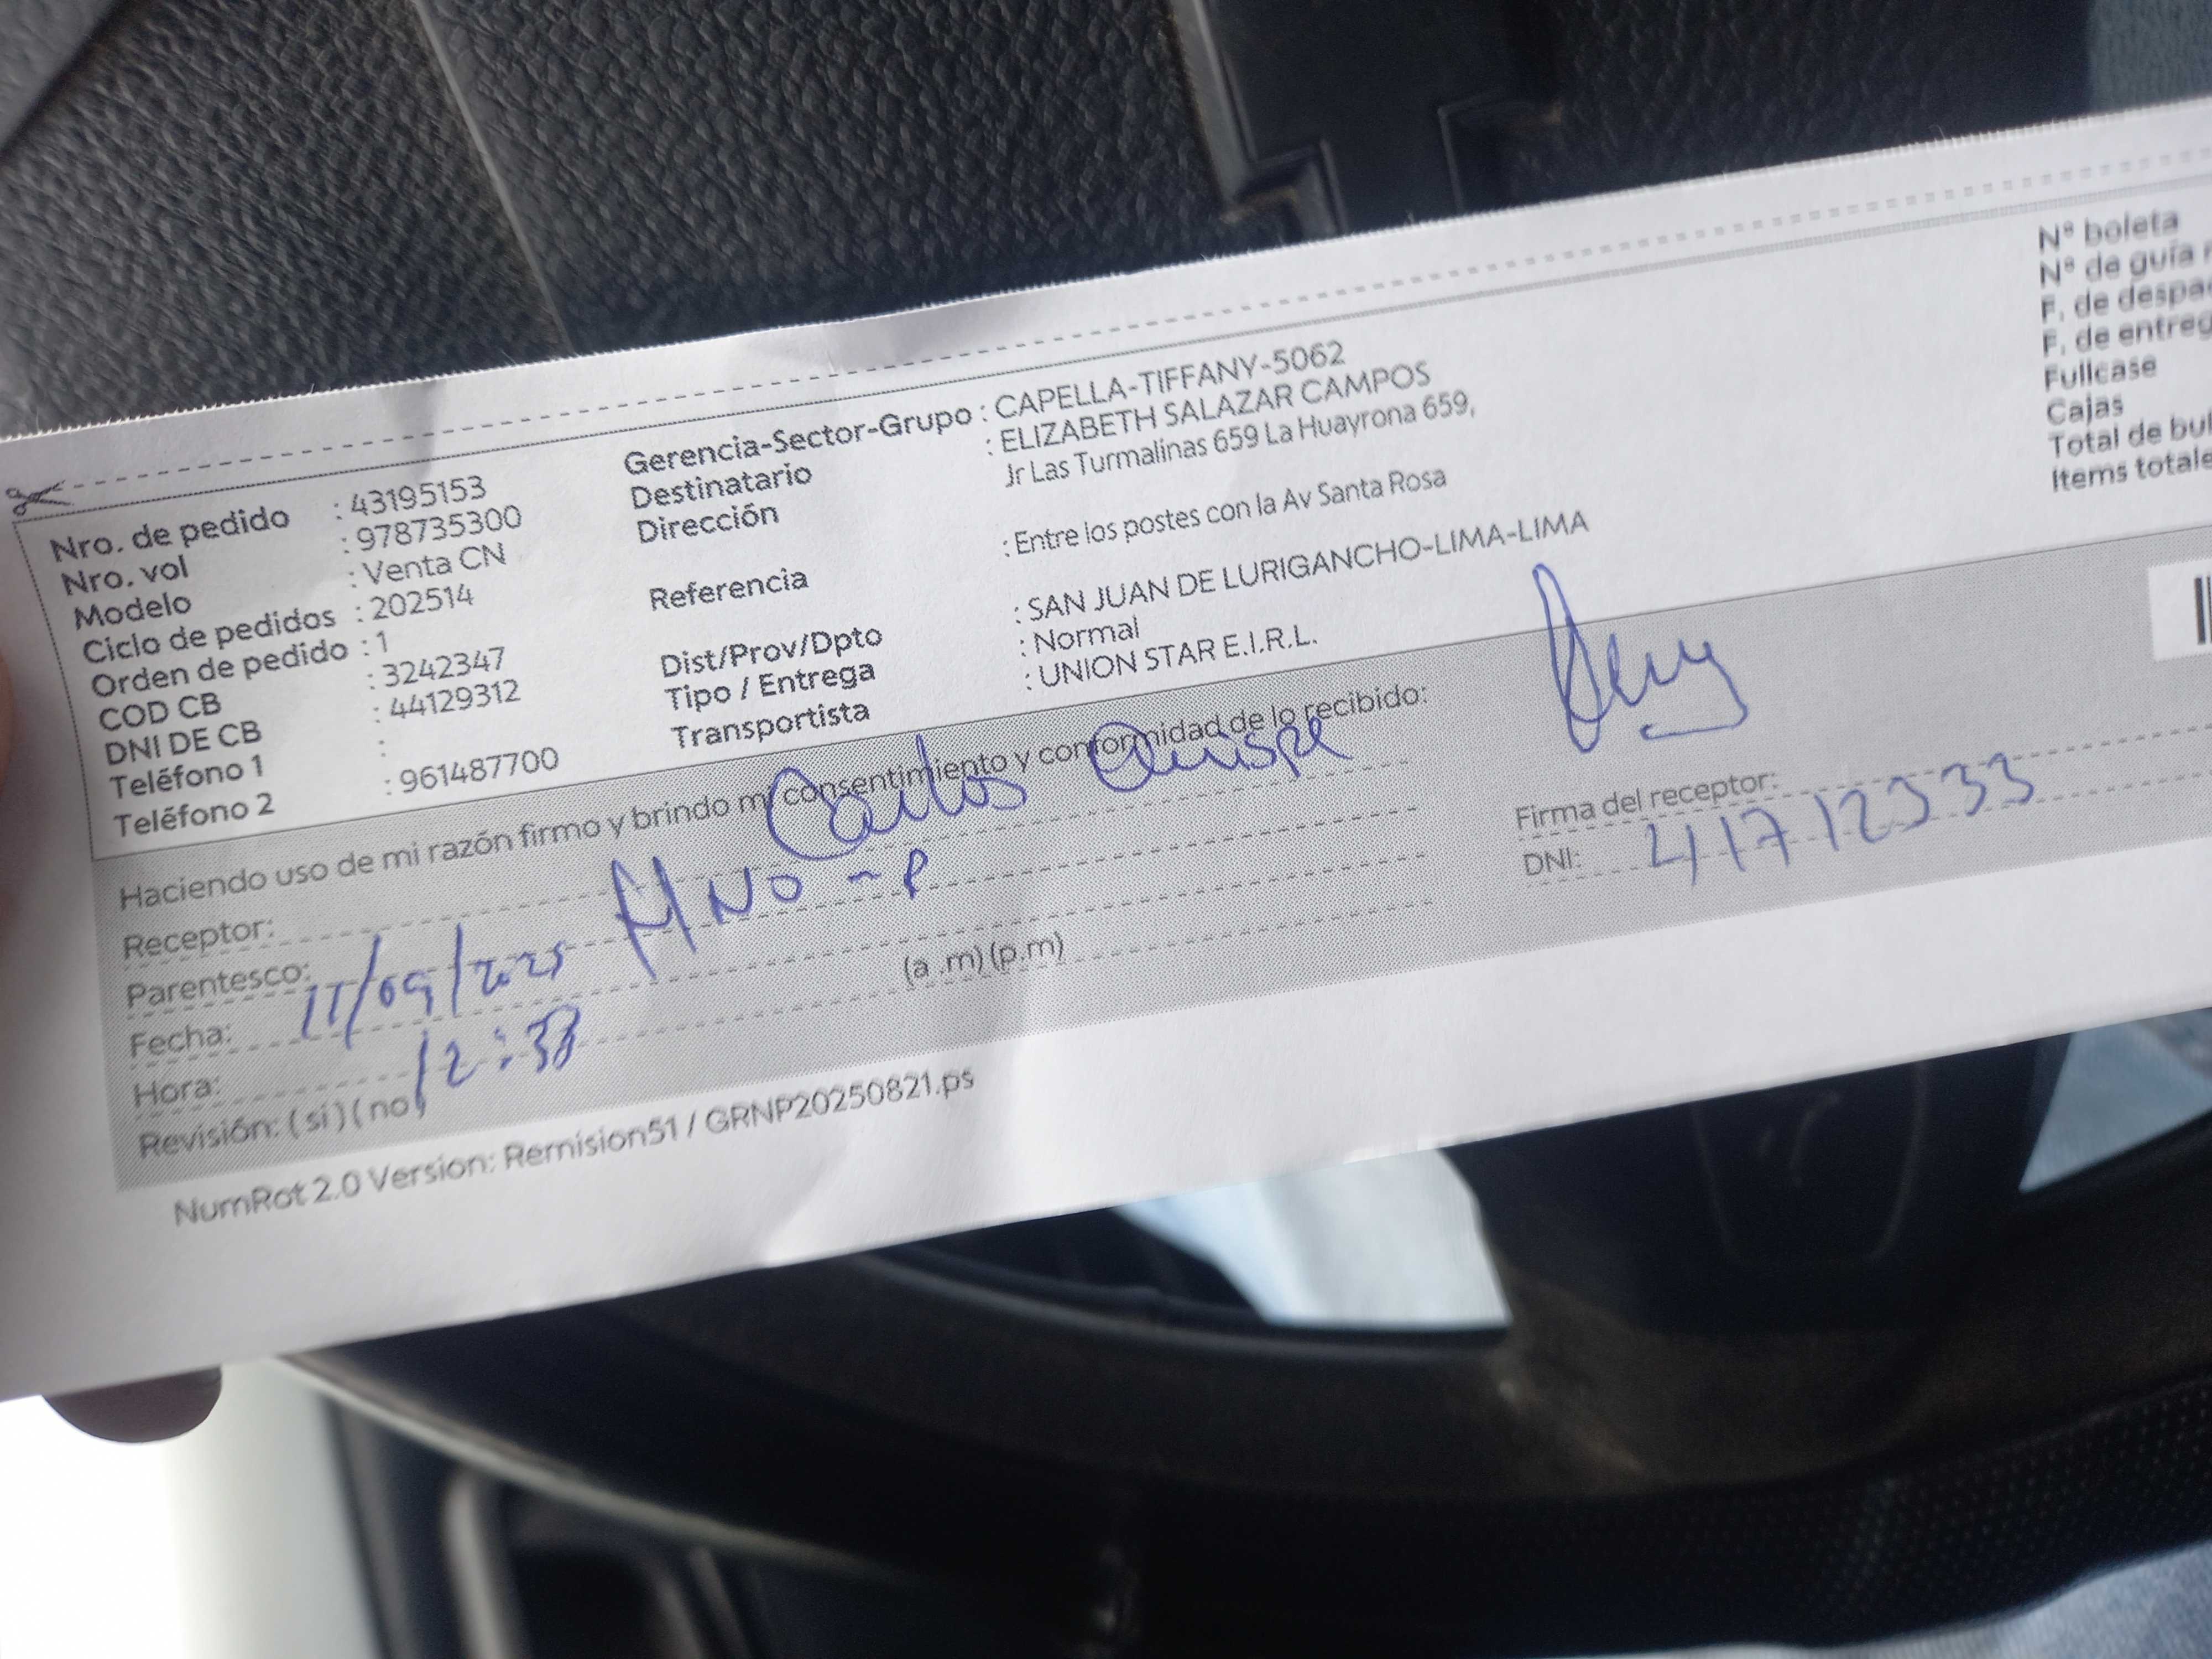 Nro. de pedido : 43195153
Nro. vol : 978735300
Modelo : Venta CN
Ciclo de pedidos : 202514
Orden de pedido : 1
COD CB : 3242347
DNI DE CB : 44129312
Teléfono 1 :
Teléfono 2 : 961487700
Gerencia-Sector-Grupo : CAPELLA-TIFFANY-5062
Destinatario : ELIZABETH SALAZAR CAMPOS
Dirección Jr Las Turmalinas 659 La Huayrona 659,
Referencia : Entre los postes con la Av Santa Rosa
Dist/Prov/Dpto : SAN JUAN DE LURIGANCHO-LIMA-LIMA
Tipo / Entrega : Normal
Transportista : UNION STAR E.I.R.L.
N° boleta
N° de guía
F. de despa
F. de entreg
Fullcase
Cajas
Total de bul
Items totale
Haciendo uso de mi razón firmo y brindo mi consentimiento y conformidad de lo recibido:
Receptor: Carlos Quispe
Parentesco: MNO - P
Fecha: 11/09/2025
Hora: 12:38 (a .m) (p.m)
Revisión: ( si ) ( no )
Firma del receptor:
DNI: 41712333
NumRot 2.0 Version: Remision51 / GRNP20250821.ps